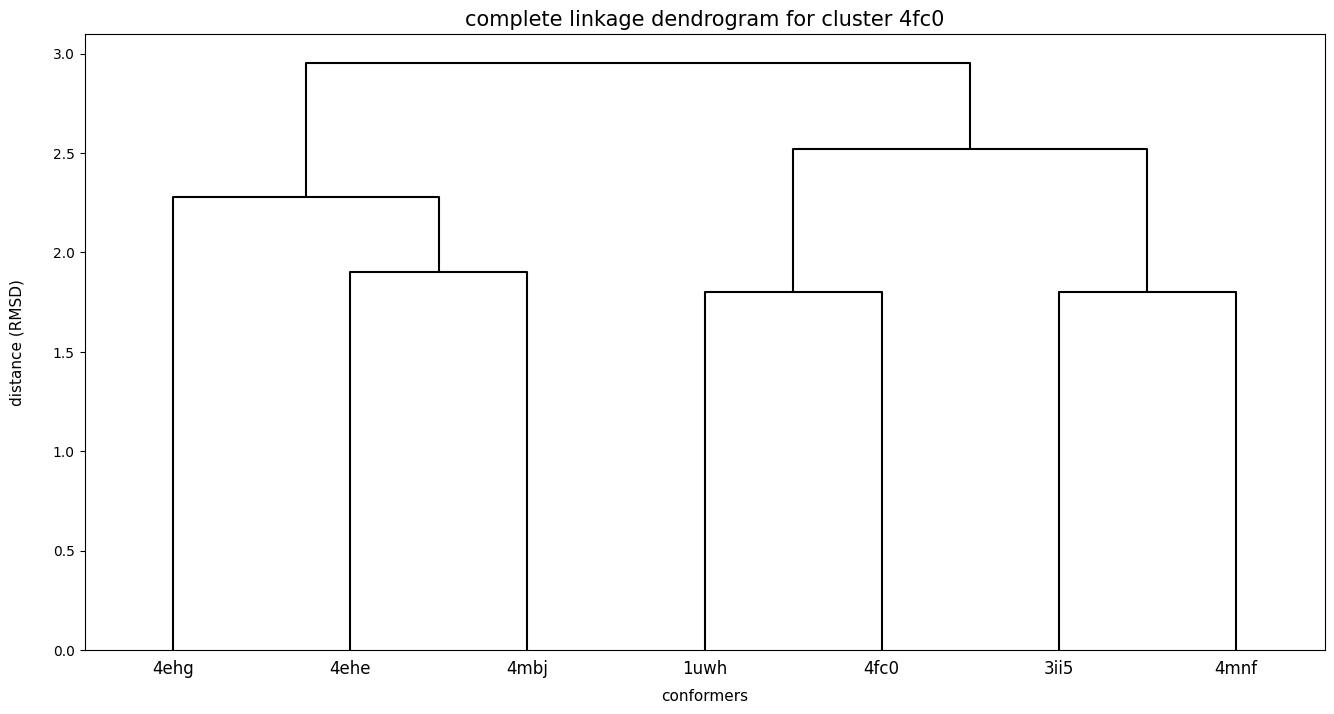 complete linkage dendrogram for cluster 4fc0
3.0
2.5
2.0
1.5
1.0
0.5
0.0
distance (RMSD)
4ehg 4ehe 4mbj 1uwh 4fc0 3ii5 4mnf
conformers